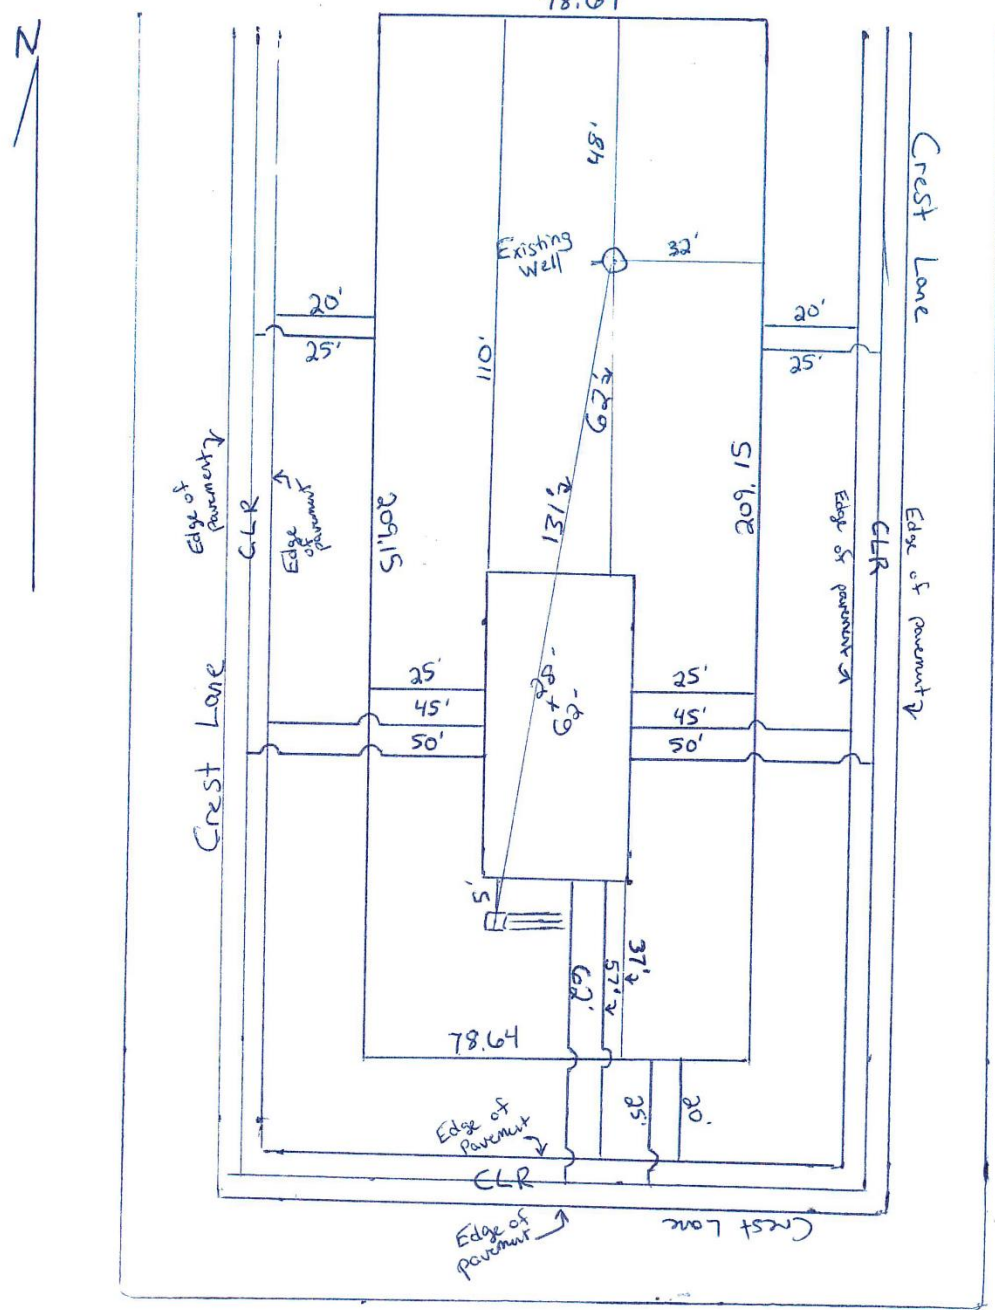 N
48'
Existing
Well
32'
Crest Lane
20'
25'
20'
25'
110'
62'
131'
209.15
209.15
Edge of
pavement
CLR
Edge
of
pavement
Edge of pavement
CLR
Edge of pavement
Crest Lane
25'
45'
50'
28'
x
62'
25'
45'
50'
5'
62'
57'
37'
78.64
25'
20'
Edge of
Pavement
CLR
Edge of
pavement
Crest Lane